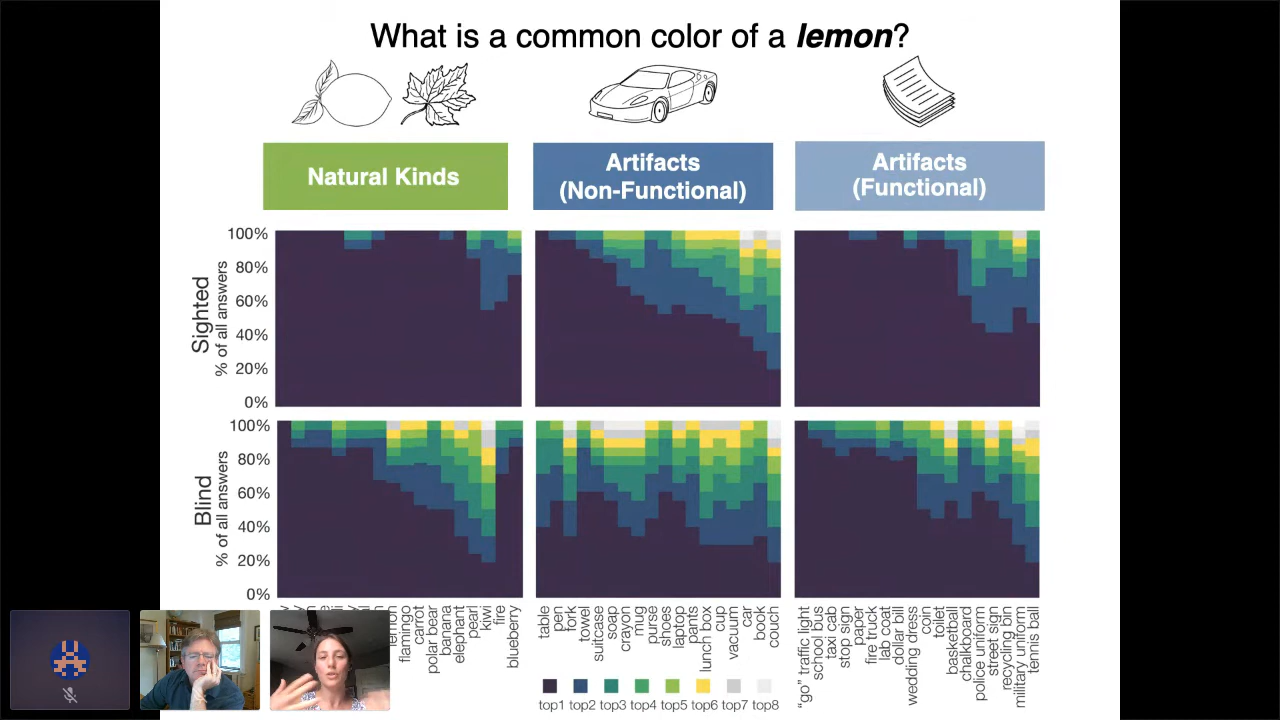 What is a common color of a lemon?
Natural Kinds
Artifacts
(Non-Functional)
Artifacts
(Functional)
Sighted
% of all answers
100%
80%
60%
40%
20%
0%
Blind
% of all answers
100%
80%
60%
40%
20%
0%
lemon
flamingo
carrot
polar bear
banana
elephant
pearl
kiwi
fire
blueberry
table
pen
fork
towel
suitcase
soap
crayon
mug
purse
shoes
laptop
pants
lunch box
cup
vacuum
car
book
couch
"go" traffic light
school bus
taxi cab
stop sign
paper
fire truck
lab coat
dollar bill
wedding dress
coin
toilet
basketball
chalkboard
police uniform
street sign
recycling bin
military uniform
tennis ball
top1
top2
top3
top4
top5
top6
top7
top8